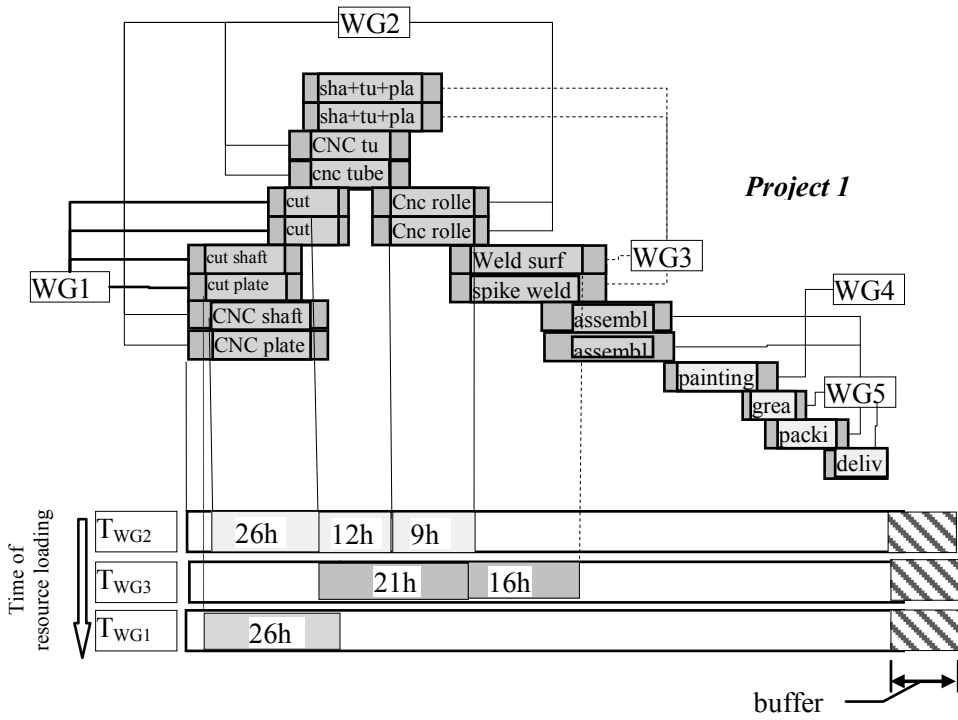 WG2
sha+tu+pla
sha+tu+pla
CNC tu
cnc tube
Project 1
cut
Cnc rolle
cut
Cnc rolle
cut shaft
Weld surf
WG3
WG1
cut plate
spike weld
WG4
CNC shaft
assembl
CNC plate
assembl
painting
WG5
grea
packi
deliv
Time of
resource loading
TWG2
26h
12h
9h
TWG3
21h
16h
TWG1
26h
buffer